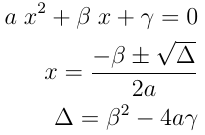 a x² + β x + γ = 0
x = (−β ± √Δ) / 2a
Δ = β² − 4aγ